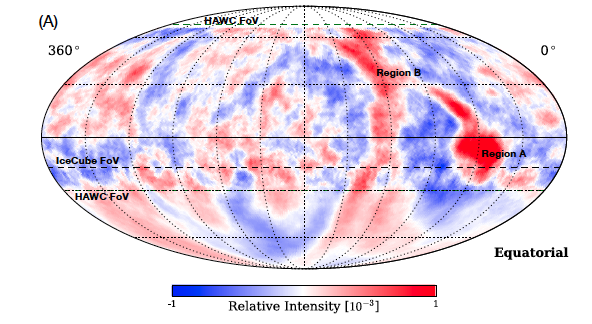 (A)
HAWC FoV
360°
0°
Region B
Region A
IceCube FoV
HAWC FoV
Equatorial
-1
1
Relative Intensity [10⁻³]